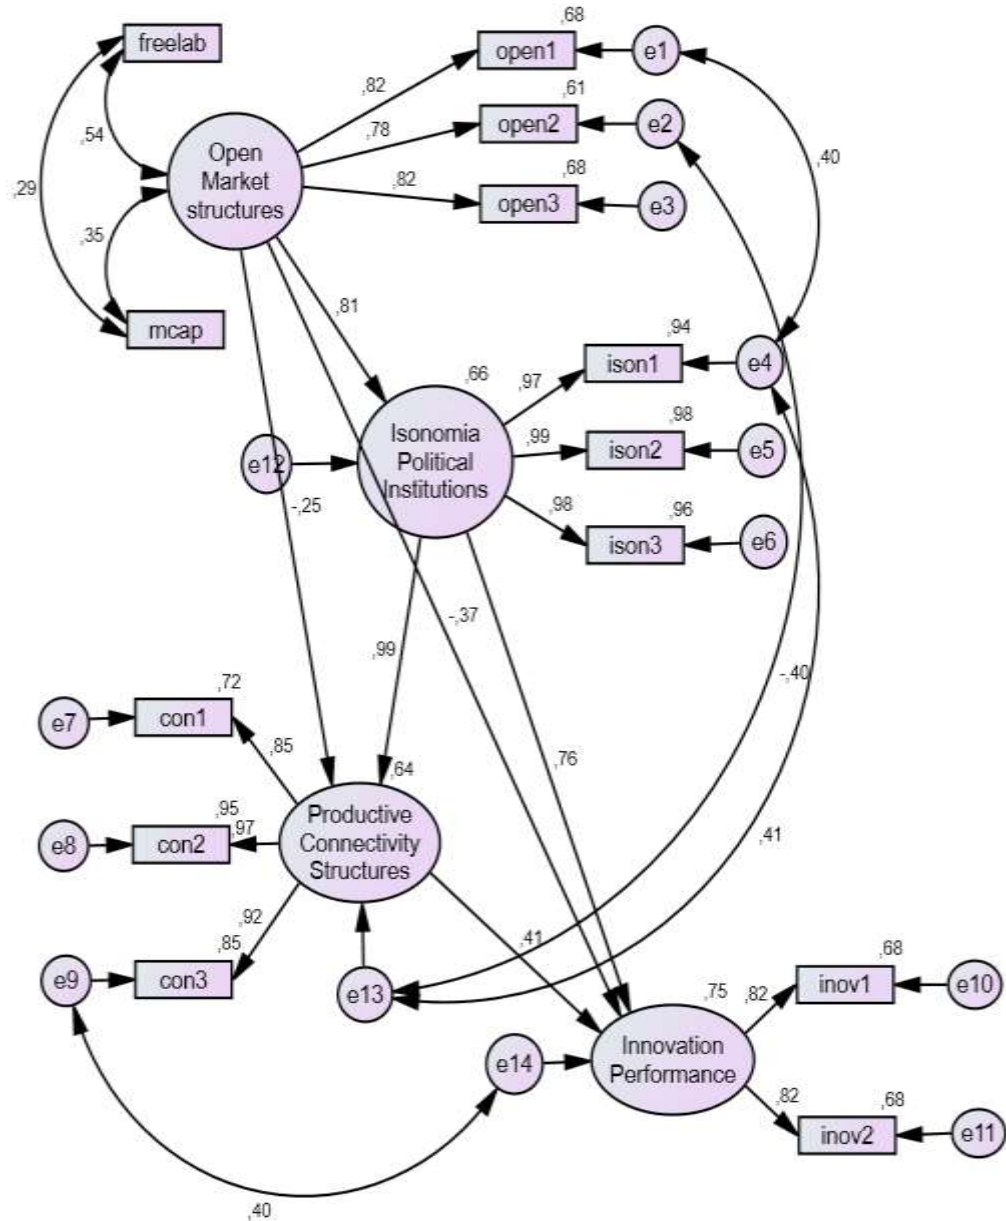 ,68
freelab
open1
e1
,82
,61
open2
e2
,78
,54
Open
Market
structures
,40
,29
,68
,82
open3
e3
,35
,81
mcap
,94
ison1
e4
,66
,97
Isonomia
Political
Institutions
,98
,99
ison2
e5
e12
-,25
,98
,96
ison3
e6
-,37
,99
-,40
,72
e7
con1
,85
,76
,64
Productive
Connectivity
Structures
,95
,97
e8
con2
,41
,92
,85
,41
e9
con3
e13
,68
inov1
e10
,75
,82
Innovation
Performance
e14
,82
,68
inov2
e11
,40